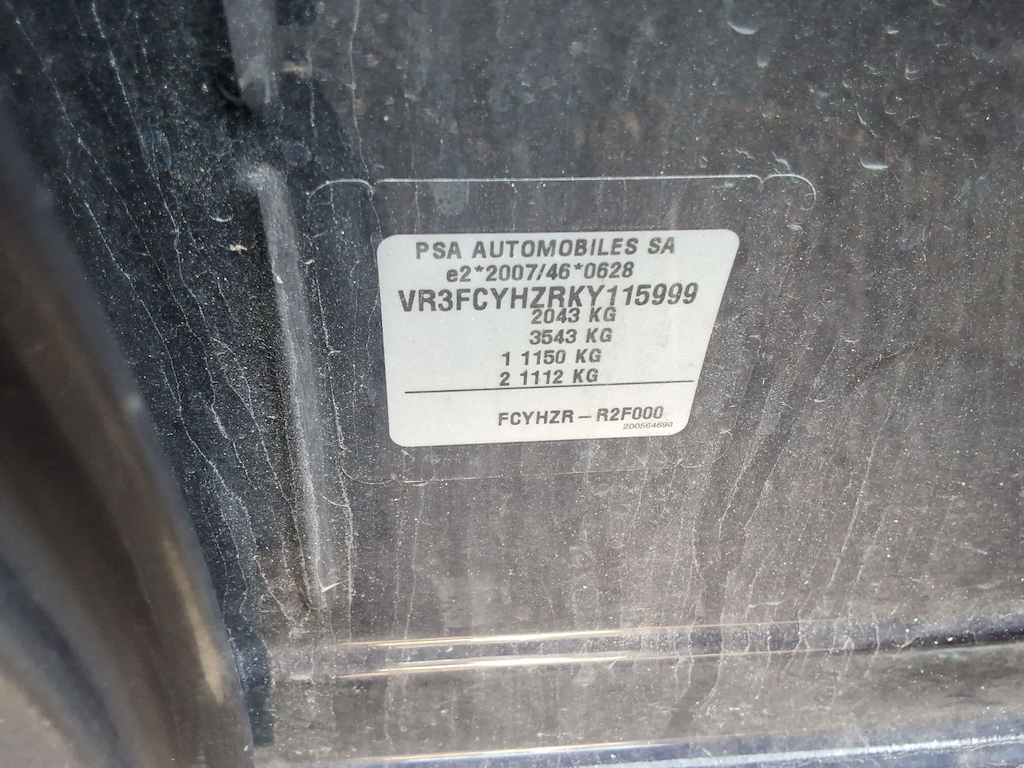 PSA AUTOMOBILES SA
e2*2007/46*0628
VR3FCYHZRKY115999
2043 KG
3543 KG
1 1150 KG
2 1112 KG
FCYHZR - R2F000
200564698